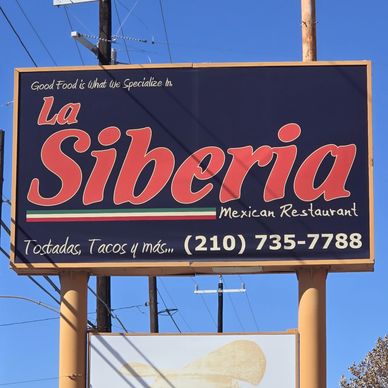 Good Food is What We Specialize In.
La
Siberia
Mexican Restaurant
Tostadas, Tacos y más... (210) 735-7788